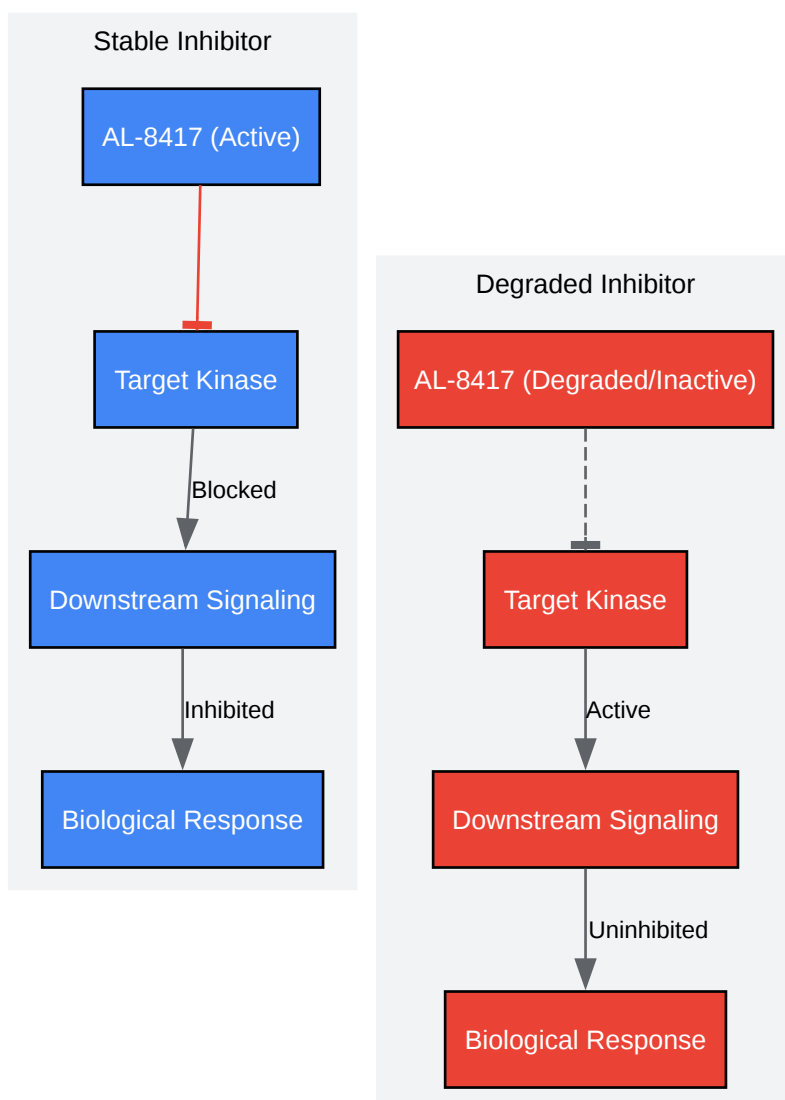 Stable Inhibitor
AL-8417 (Active)
Target Kinase
Blocked
Downstream Signaling
Inhibited
Biological Response
Degraded Inhibitor
AL-8417 (Degraded/Inactive)
Target Kinase
Active
Downstream Signaling
Uninhibited
Biological Response